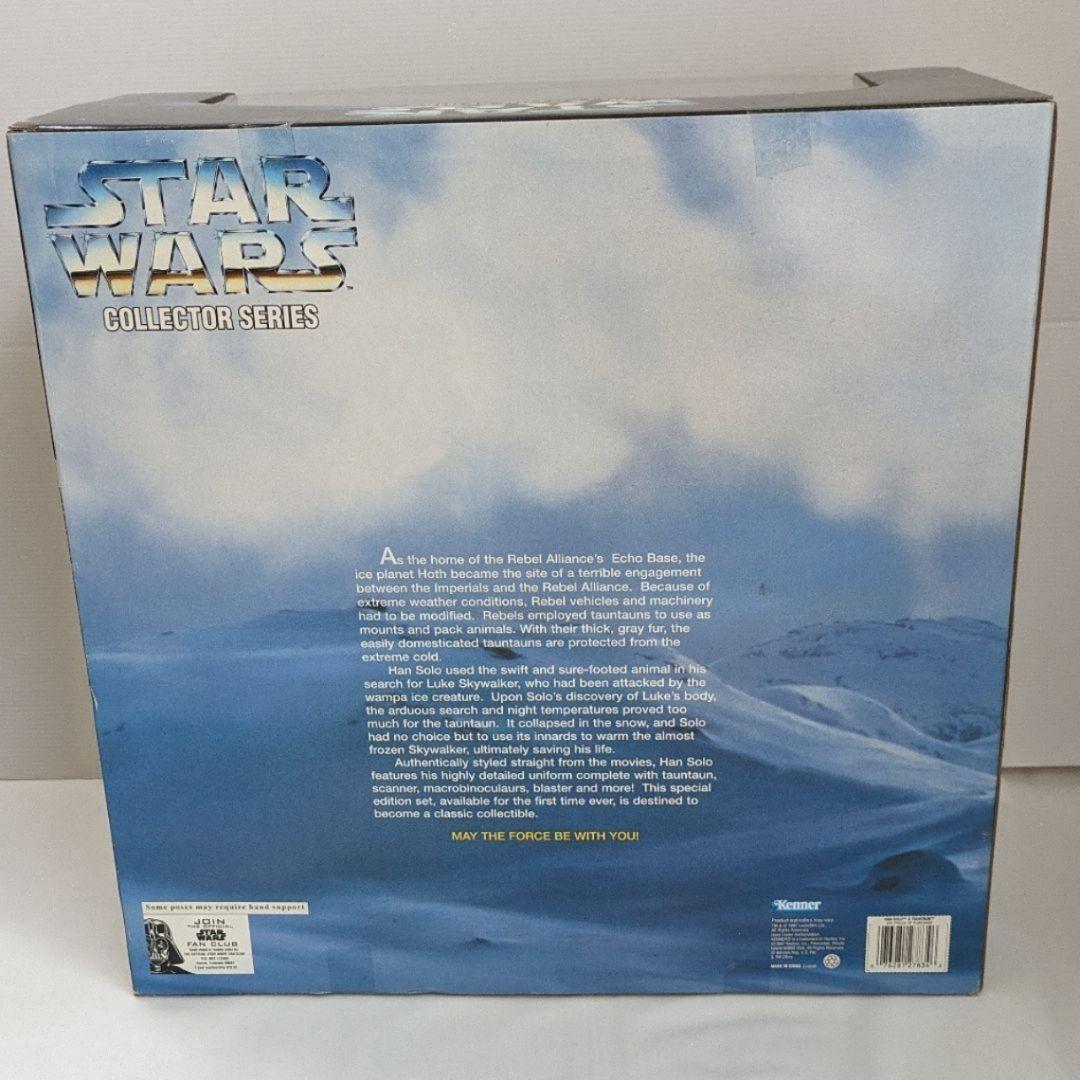 STAR
WARS
COLLECTOR SERIES
As the home of the Rebel Alliance's Echo Base, the
ice planet Hoth became the site of a terrible engagement
between the Imperials and the Rebel Alliance. Because of
extreme weather conditions, Rebel vehicles and machinery
had to be modified. Rebels employed tauntauns to use as
mounts and pack animals. With their thick, gray fur, the
easily domesticated tauntauns are protected from the
extreme cold.
Han Solo used the swift and sure-footed animal in his
search for Luke Skywalker, who had been attacked by the
wampa ice creature. Upon Solo's discovery of Luke's body,
the arduous search and night temperatures proved too
much for the tauntaun. It collapsed in the snow, and Solo
had no choice but to use its innards to warm the almost
frozen Skywalker, ultimately saving his life.
Authentically styled straight from the movies, Han Solo
features his highly detailed uniform complete with tauntaun,
scanner, macrobinoculaurs, blaster and more! This special
edition set, available for the first time ever, is destined to
become a classic collectible.
MAY THE FORCE BE WITH YOU!
Some poses may require hand support
JOIN
THE OFFICIAL
STAR WARS
FAN CLUB
Kenner
Product and colors may vary.
All Rights Reserved.
MADE IN CHINA